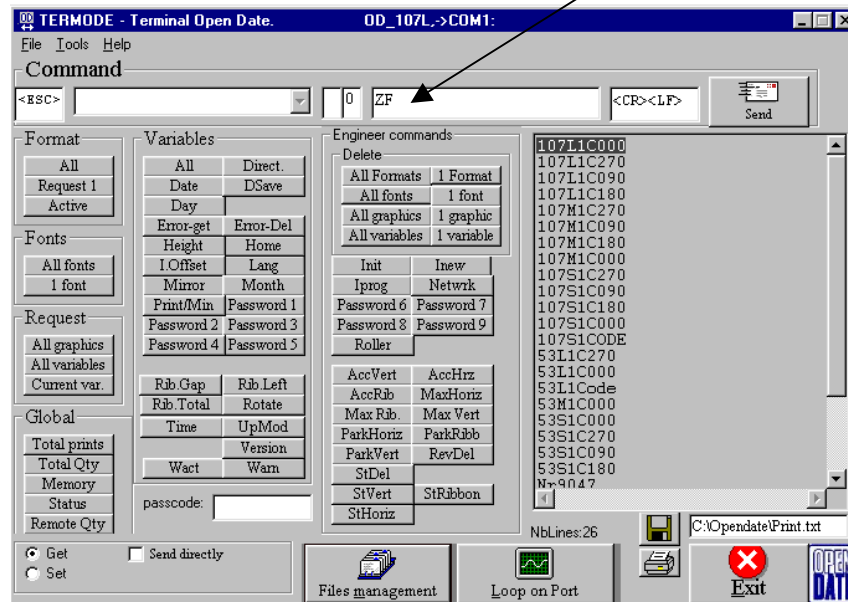 TERMODE - Terminal Open Date. OD_107L,->COM1:
File Tools Help
Command
<ESC> 0 ZF <CR><LF> Send
Format
All
Request 1
Active
Fonts
All fonts
1 font
Request
All graphics
All variables
Current var.
Global
Total prints
Total Qty
Memory
Status
Remote Qty
Variables
All Direct.
Date DSave
Day
Error-get Error-Del
Height Home
I.Offset Lang
Mirror Month
Print/Min Password 1
Password 2 Password 3
Password 4 Password 5
Rib.Gap Rib.Left
Rib.Total Rotate
Time UpMod
Version
Wact Warn
passcode:
Engineer commands
Delete
All Formats 1 Format
All fonts 1 font
All graphics 1 graphic
All variables 1 variable
Init Inew
Iprog Netwrk
Password 6 Password 7
Password 8 Password 9
Roller
AccVert AccHrz
AccRib MaxHoriz
Max Rib. Max Vert
ParkHoriz ParkRibb
ParkVert RevDel
StDel
StVert StRibbon
StHoriz
107L1C000
107L1C270
107L1C090
107L1C180
107M1C270
107M1C090
107M1C180
107M1C000
107S1C270
107S1C090
107S1C180
107S1C000
107S1CODE
53L1C270
53L1C000
53L1Code
53M1C000
53S1C000
53S1C270
53S1C090
53S1C180
Nr9047
NbLines:26
C:\Opendate\Print.txt
Get
Set
Send directly
Files management
Loop on Port
Exit
OPEN
DATE